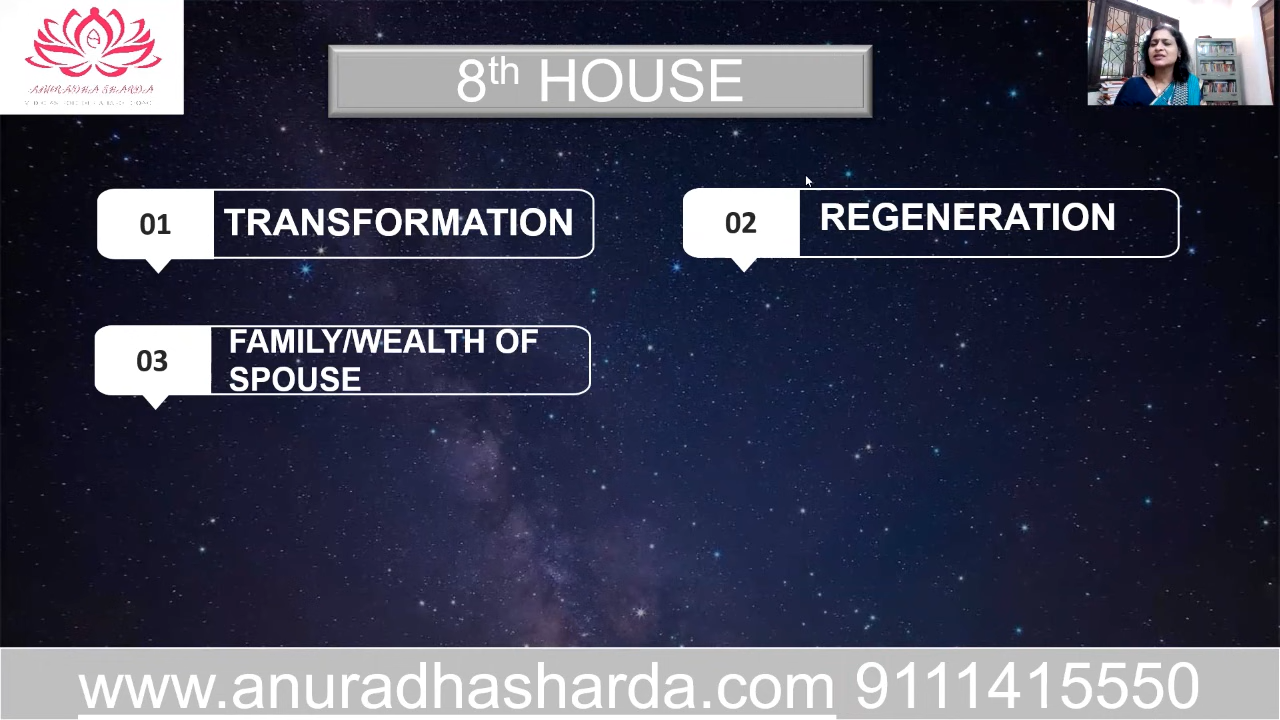 ANURADHA SHARDA
8th HOUSE
01 TRANSFORMATION
02 REGENERATION
03 FAMILY/WEALTH OF
SPOUSE
www.anuradhasharda.com 9111415550